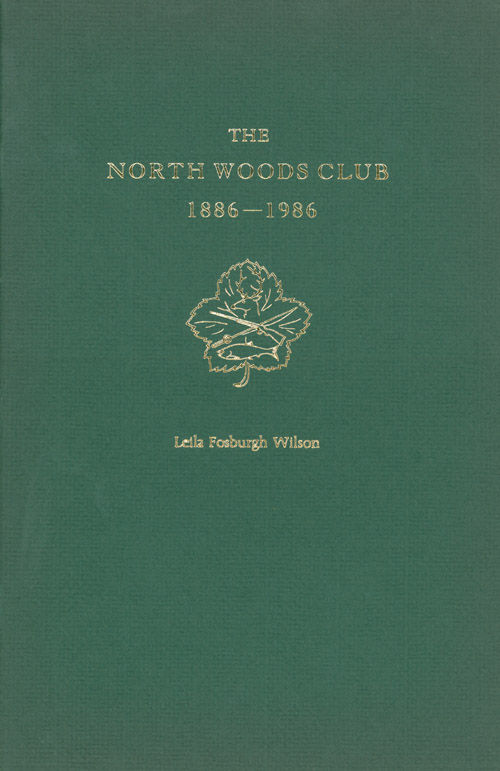 THE
NORTH WOODS CLUB
1886—1986
Leila Fosburgh Wilson